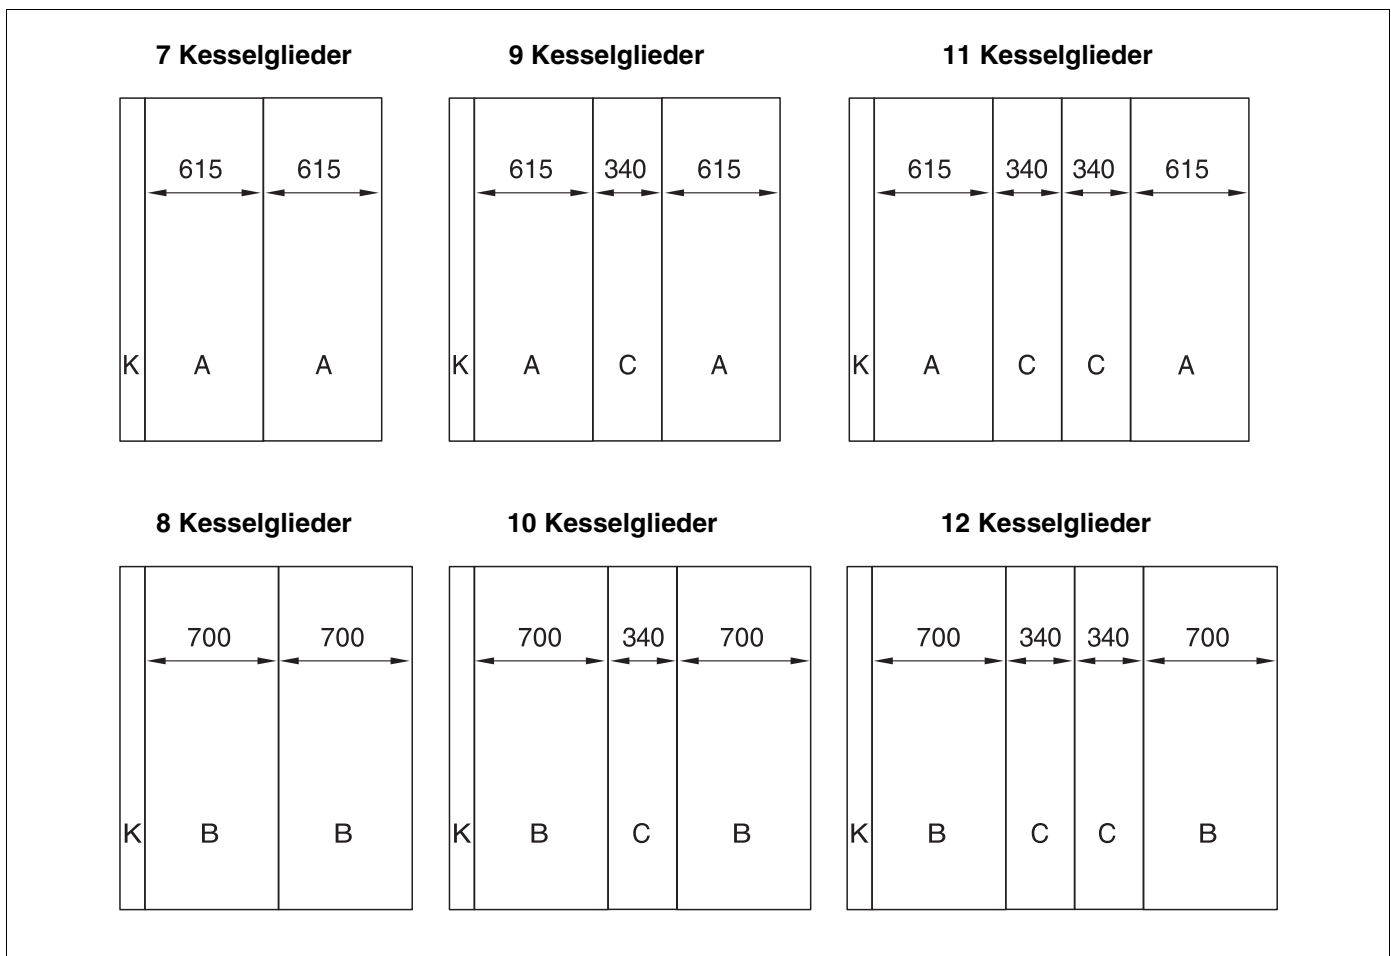 7 Kesselglieder
9 Kesselglieder
11 Kesselglieder
615 615
615 340 615
615 340 340 615
K A A
K A C A
K A C C A
8 Kesselglieder
10 Kesselglieder
12 Kesselglieder
700 700
700 340 700
700 340 340 700
K B B
K B C B
K B C C B